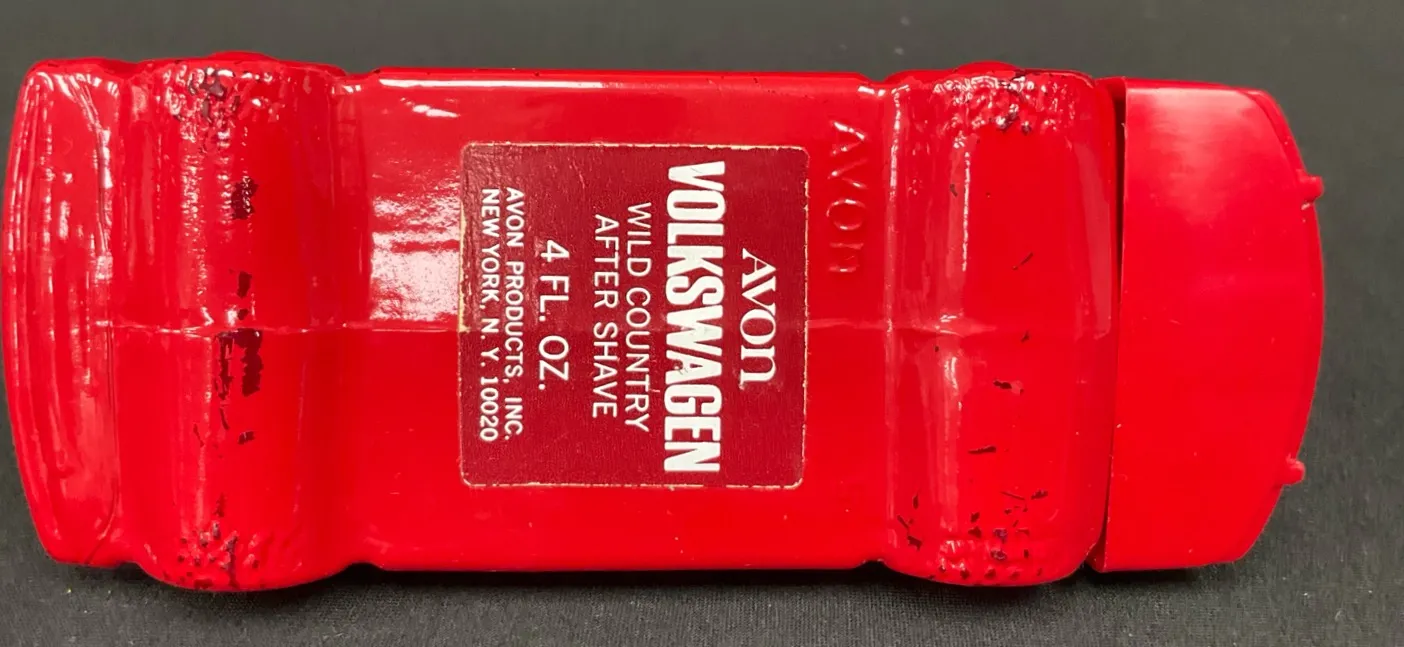 AVON
AVON
VOLKSWAGEN
WILD COUNTRY
AFTER SHAVE
4 FL. OZ.
AVON PRODUCTS, INC.
NEW YORK, N. Y. 10020